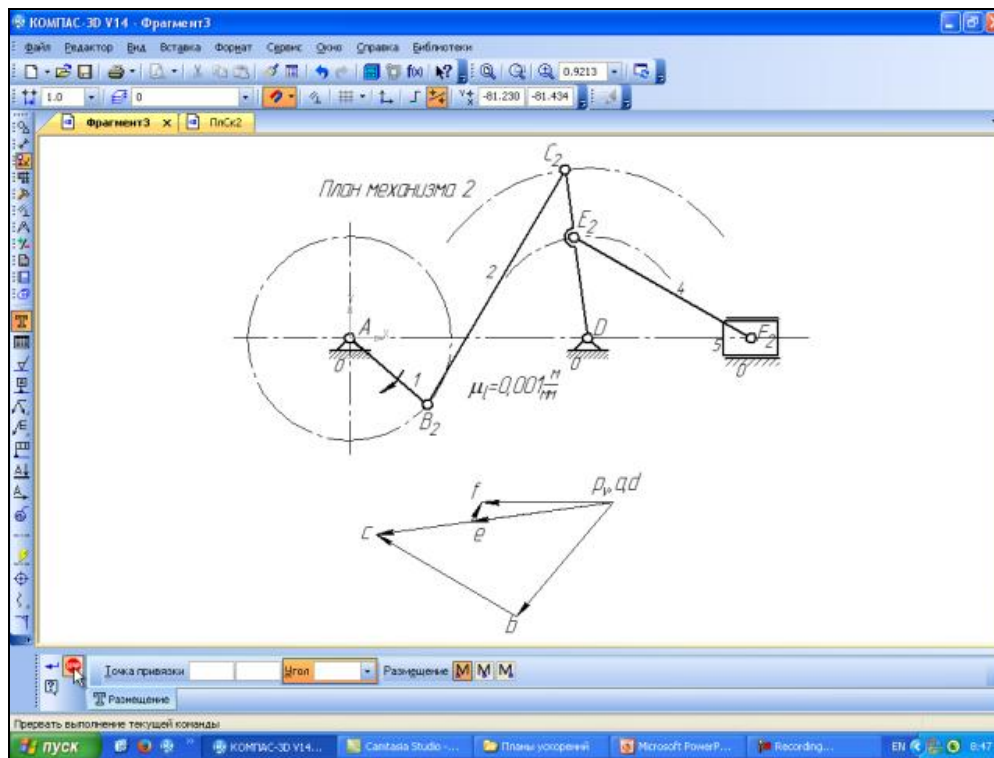 КОМПАС-3D V14 - Фрагмент3
Файл Редактор Вид Вставка Формат Сервис Окно Справка Библиотеки
f(x) 0.9213
1.0 0 -81.230 -81.434
Фрагмент3 X ПлСк2
C₂
План механизма 2
E₂
2
4
Y
A X D F₂
5
0 0 0
1
μₗ=0,001 м/мм
B₂
f pᵥ,a,d
c e
b
Точка привязки Угол Размещение
Размещение
Прервать выполнение текущей команды
пуск КОМПАС-3D V14... Camtasia Studio -... Планы ускорений Microsoft PowerP... Recording... EN 8:47